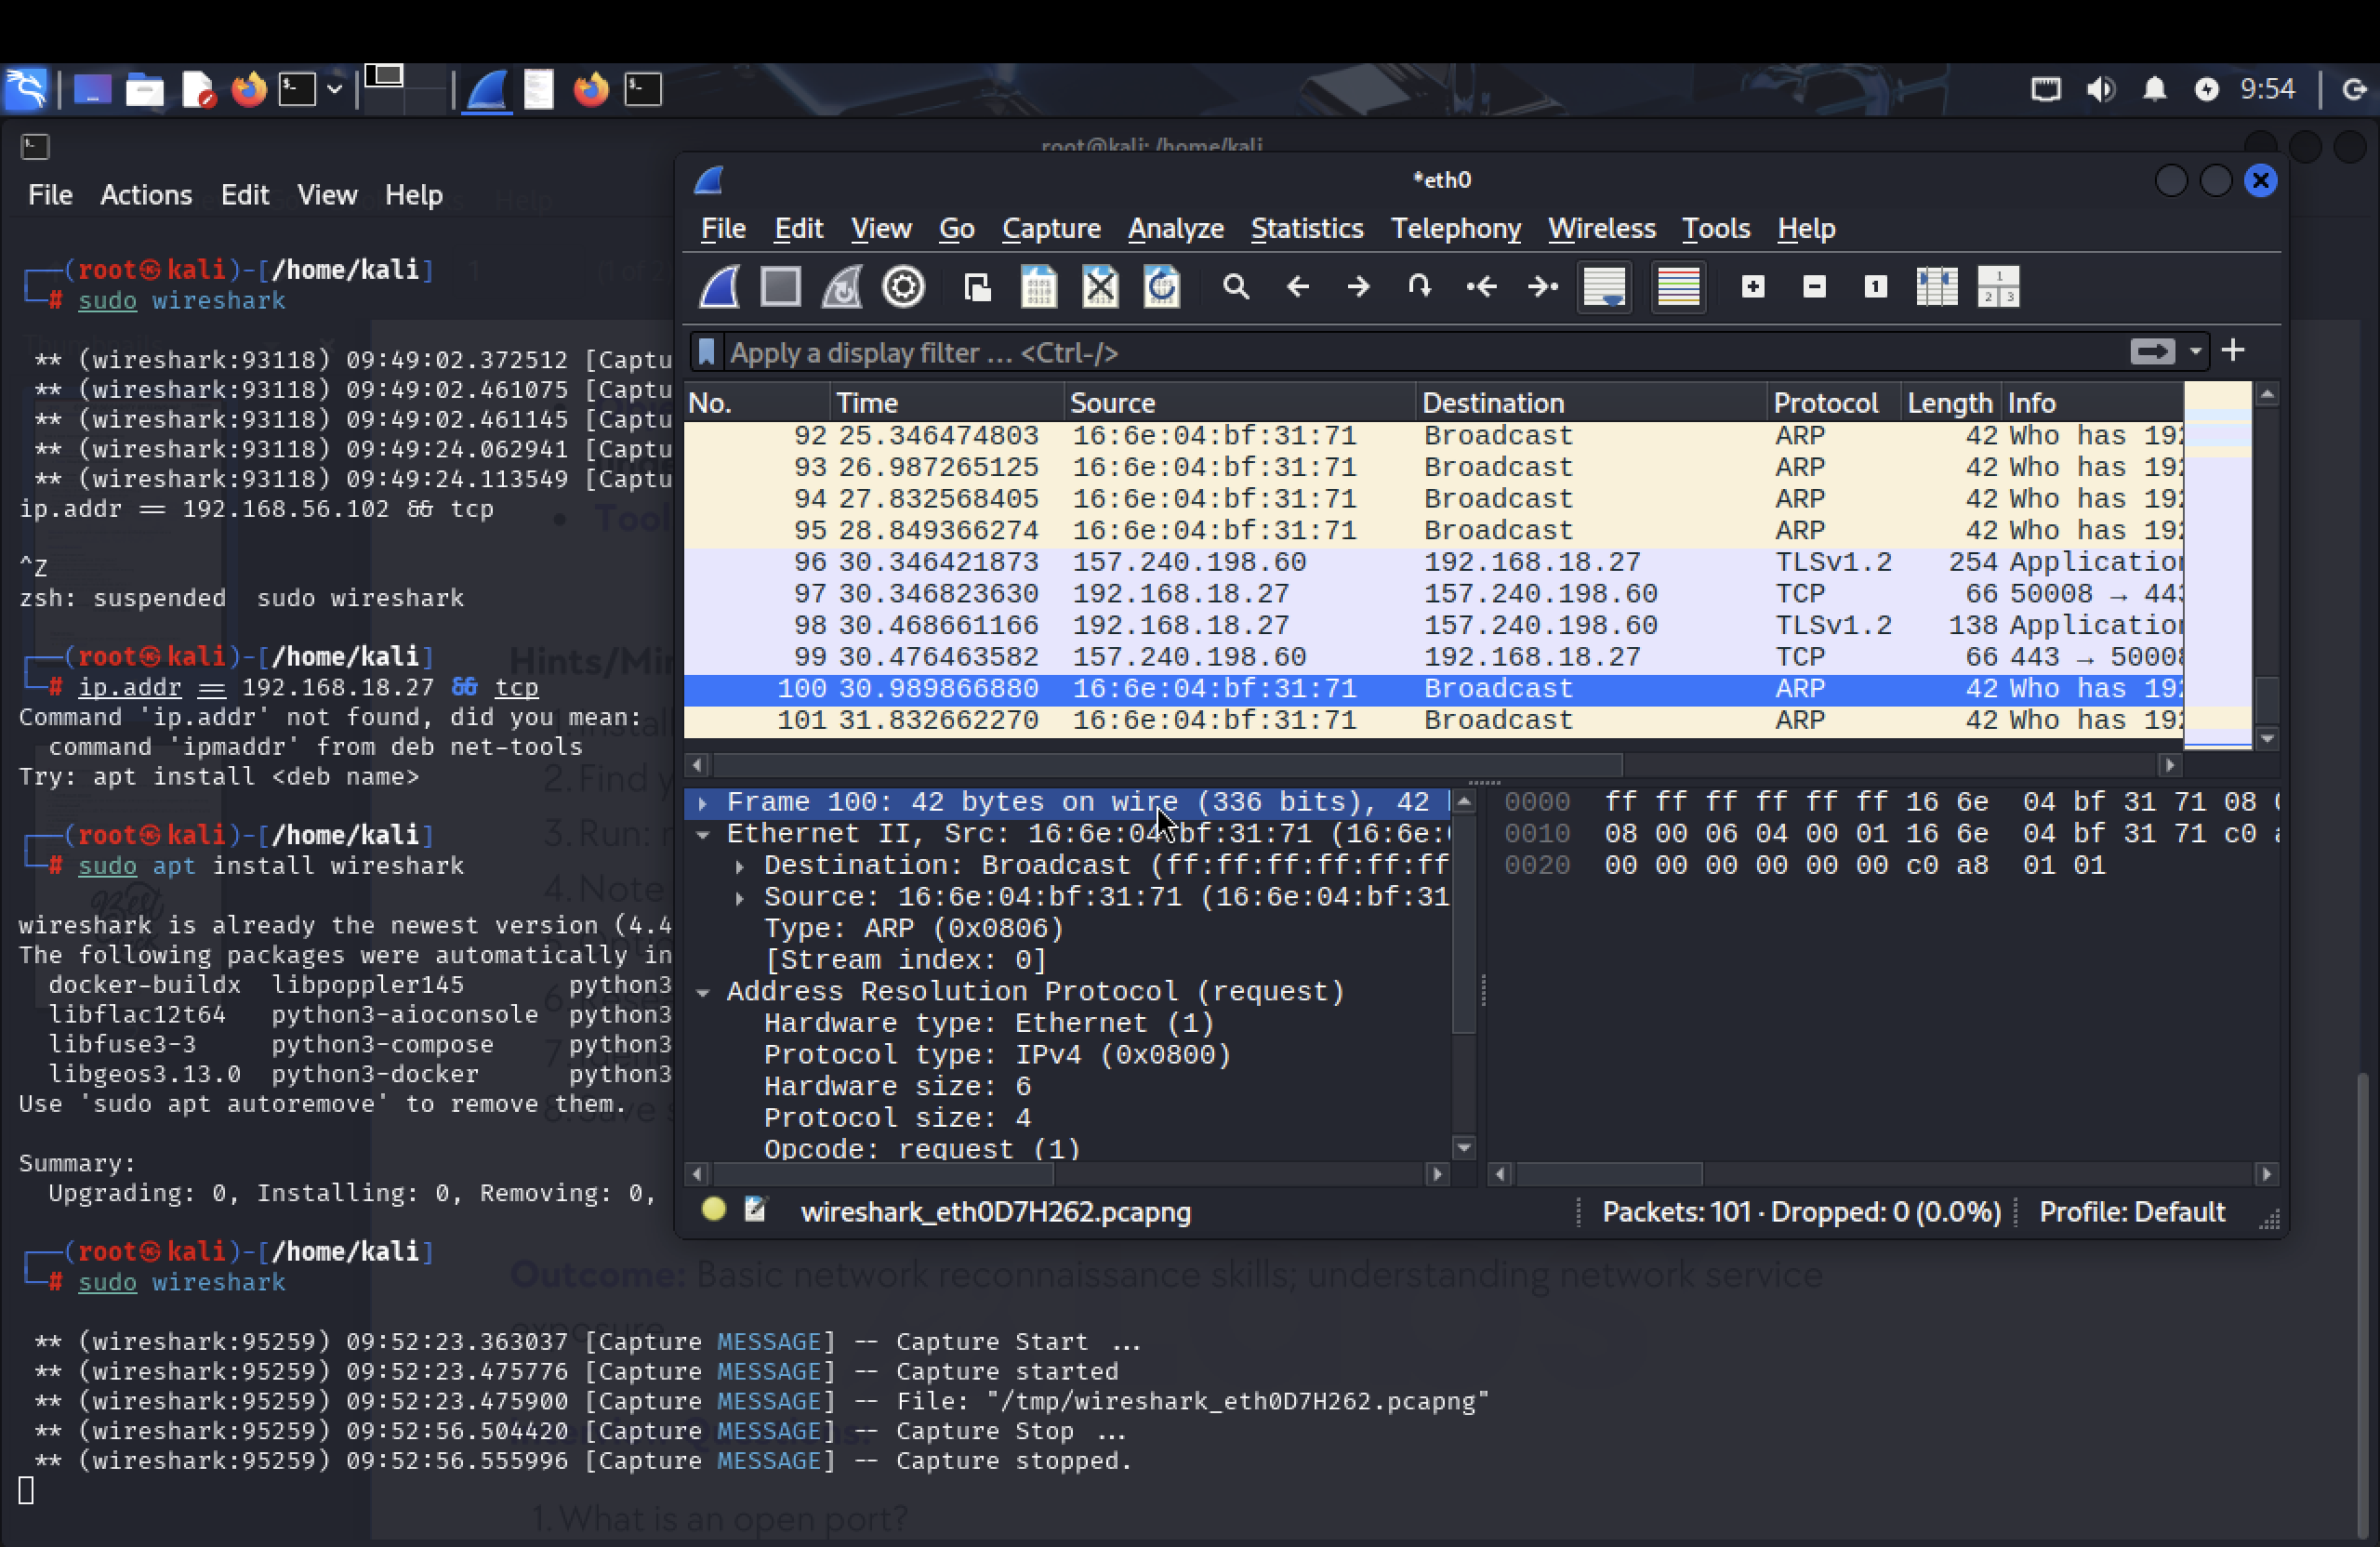 9:54
root@kali: /home/kali
File Actions Edit View Help
┌──(root㉿kali)-[/home/kali]
└─# sudo wireshark
** (wireshark:93118) 09:49:02.372512 [Captu
** (wireshark:93118) 09:49:02.461075 [Captu
** (wireshark:93118) 09:49:02.461145 [Captu
** (wireshark:93118) 09:49:24.062941 [Captu
** (wireshark:93118) 09:49:24.113549 [Captu
ip.addr == 192.168.56.102 && tcp
^Z
zsh: suspended  sudo wireshark
┌──(root㉿kali)-[/home/kali]
└─# ip.addr == 192.168.18.27 && tcp
Command 'ip.addr' not found, did you mean:
command 'ipmaddr' from deb net-tools
Try: apt install <deb name>
┌──(root㉿kali)-[/home/kali]
└─# sudo apt install wireshark
wireshark is already the newest version (4.4
The following packages were automatically in
docker-buildx libpoppler145 python3
libflac12t64 python3-aioconsole python3
libfuse3-3 python3-compose python3
libgeos3.13.0 python3-docker python3
Use 'sudo apt autoremove' to remove them.
Summary:
Upgrading: 0, Installing: 0, Removing: 0,
┌──(root㉿kali)-[/home/kali]
└─# sudo wireshark
** (wireshark:95259) 09:52:23.363037 [Capture MESSAGE] -- Capture Start ...
** (wireshark:95259) 09:52:23.475776 [Capture MESSAGE] -- Capture started
** (wireshark:95259) 09:52:23.475900 [Capture MESSAGE] -- File: "/tmp/wireshark_eth0D7H262.pcapng"
** (wireshark:95259) 09:52:56.504420 [Capture MESSAGE] -- Capture Stop ...
** (wireshark:95259) 09:52:56.555996 [Capture MESSAGE] -- Capture stopped.
*eth0
File Edit View Go Capture Analyze Statistics Telephony Wireless Tools Help
Apply a display filter ... <Ctrl-/>
No. Time Source Destination Protocol Length Info
92 25.346474803 16:6e:04:bf:31:71 Broadcast ARP 42 Who has 192
93 26.987265125 16:6e:04:bf:31:71 Broadcast ARP 42 Who has 192
94 27.832568405 16:6e:04:bf:31:71 Broadcast ARP 42 Who has 192
95 28.849366274 16:6e:04:bf:31:71 Broadcast ARP 42 Who has 192
96 30.346421873 157.240.198.60 192.168.18.27 TLSv1.2 254 Application
97 30.346823630 192.168.18.27 157.240.198.60 TCP 66 50008 → 443
98 30.468661166 192.168.18.27 157.240.198.60 TLSv1.2 138 Application
99 30.476463582 157.240.198.60 192.168.18.27 TCP 66 443 → 50008
100 30.989866880 16:6e:04:bf:31:71 Broadcast ARP 42 Who has 192
101 31.832662270 16:6e:04:bf:31:71 Broadcast ARP 42 Who has 192
Frame 100: 42 bytes on wire (336 bits), 42
Ethernet II, Src: 16:6e:04:bf:31:71 (16:6e:
Destination: Broadcast (ff:ff:ff:ff:ff:ff
Source: 16:6e:04:bf:31:71 (16:6e:04:bf:31
Type: ARP (0x0806)
[Stream index: 0]
Address Resolution Protocol (request)
Hardware type: Ethernet (1)
Protocol type: IPv4 (0x0800)
Hardware size: 6
Protocol size: 4
Opcode: request (1)
0000 ff ff ff ff ff ff 16 6e 04 bf 31 71 08
0010 08 00 06 04 00 01 16 6e 04 bf 31 71 c0
0020 00 00 00 00 00 00 c0 a8 01 01
wireshark_eth0D7H262.pcapng
Packets: 101 · Dropped: 0 (0.0%)
Profile: Default
Tool
Hints/Mi
2. Find
3. Run:
4. Note
Outcome: Basic network reconnaissance skills; understanding network service
exposure
1. What is an open port?